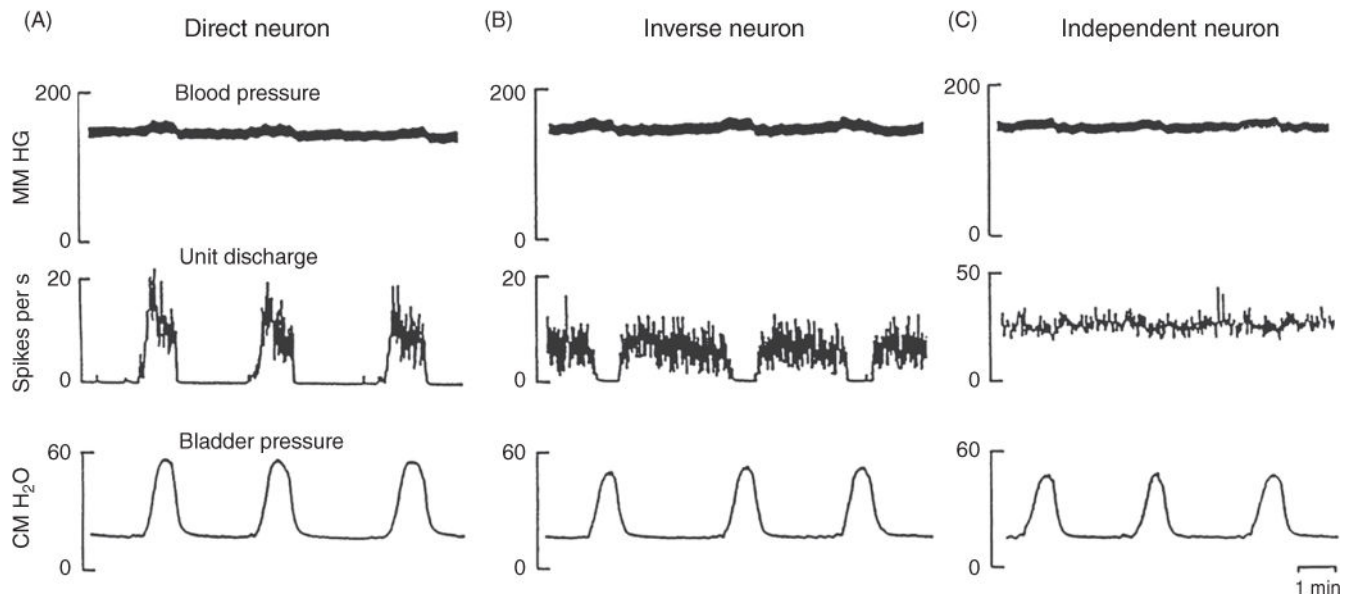 (A) Direct neuron (B) Inverse neuron (C) Independent neuron
200 Blood pressure 200 200
MM HG
0 0 0
Unit discharge
20 20 50
Spikes per s
0 0 0
Bladder pressure
60 60 60
CM H₂O
0 0 0
1 min